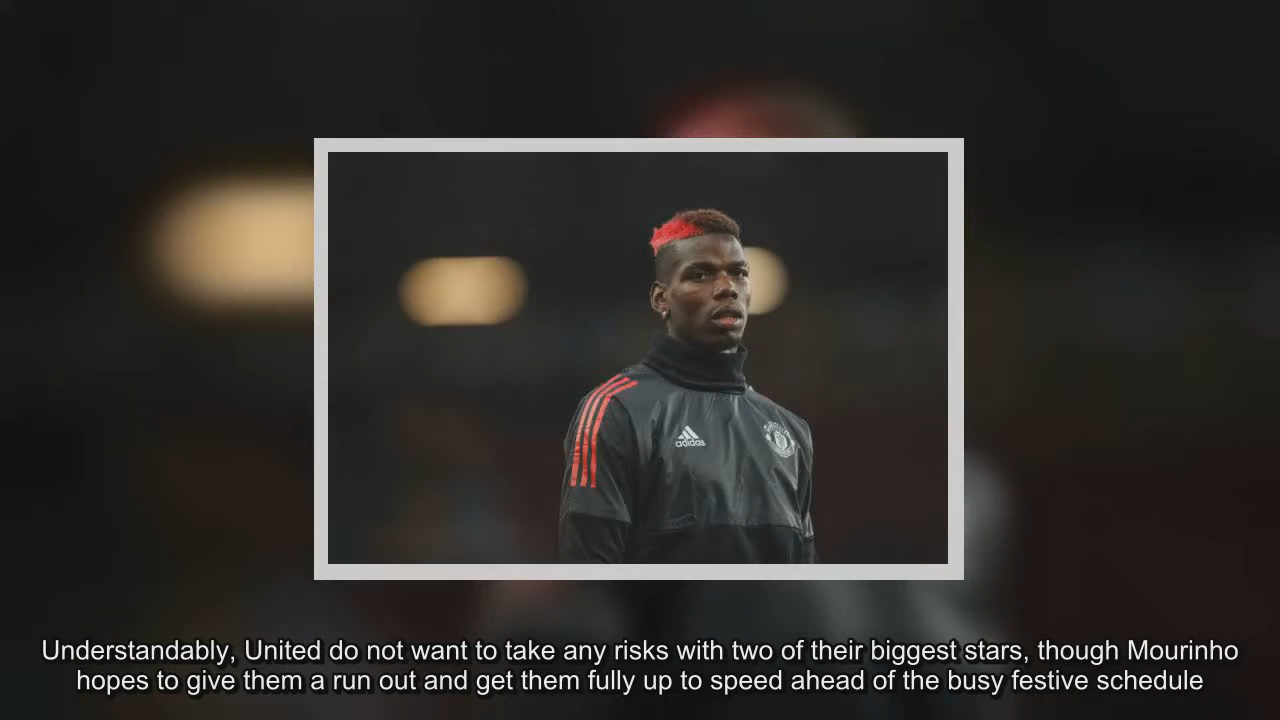 adidas
Understandably, United do not want to take any risks with two of their biggest stars, though Mourinho
hopes to give them a run out and get them fully up to speed ahead of the busy festive schedule